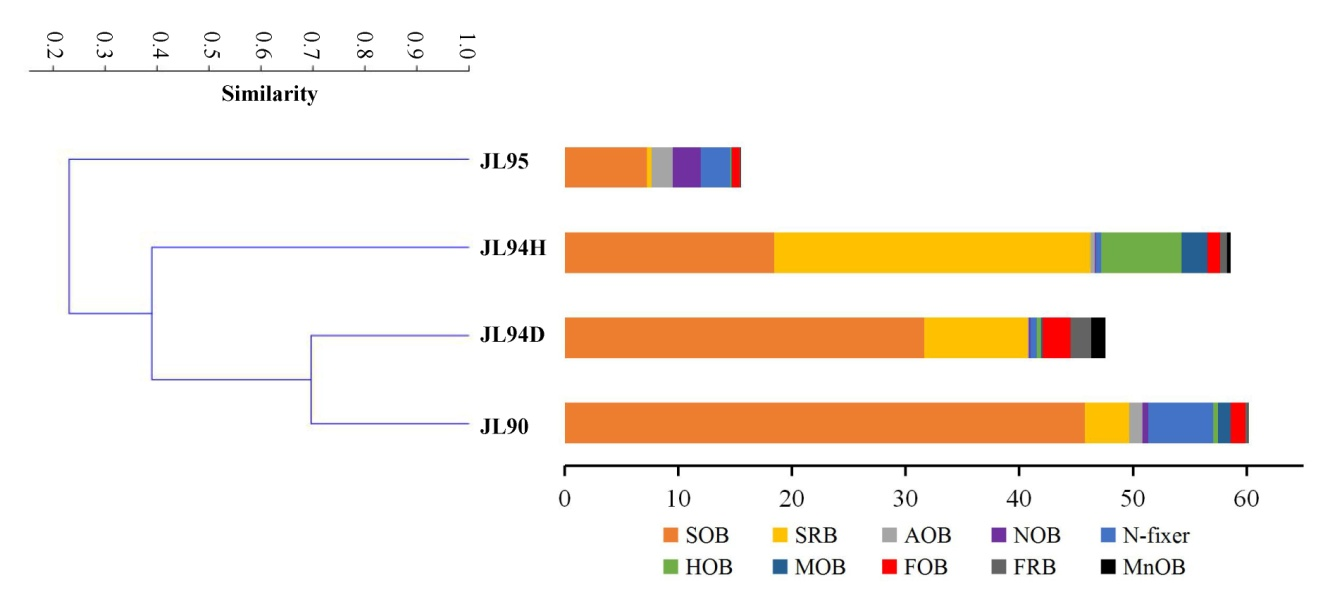 0.2 0.3 0.4 0.5 0.6 0.7 0.8 0.9 1.0
Similarity
JL95
JL94H
JL94D
JL90
0 10 20 30 40 50 60
SOB SRB AOB NOB N-fixer
HOB MOB FOB FRB MnOB